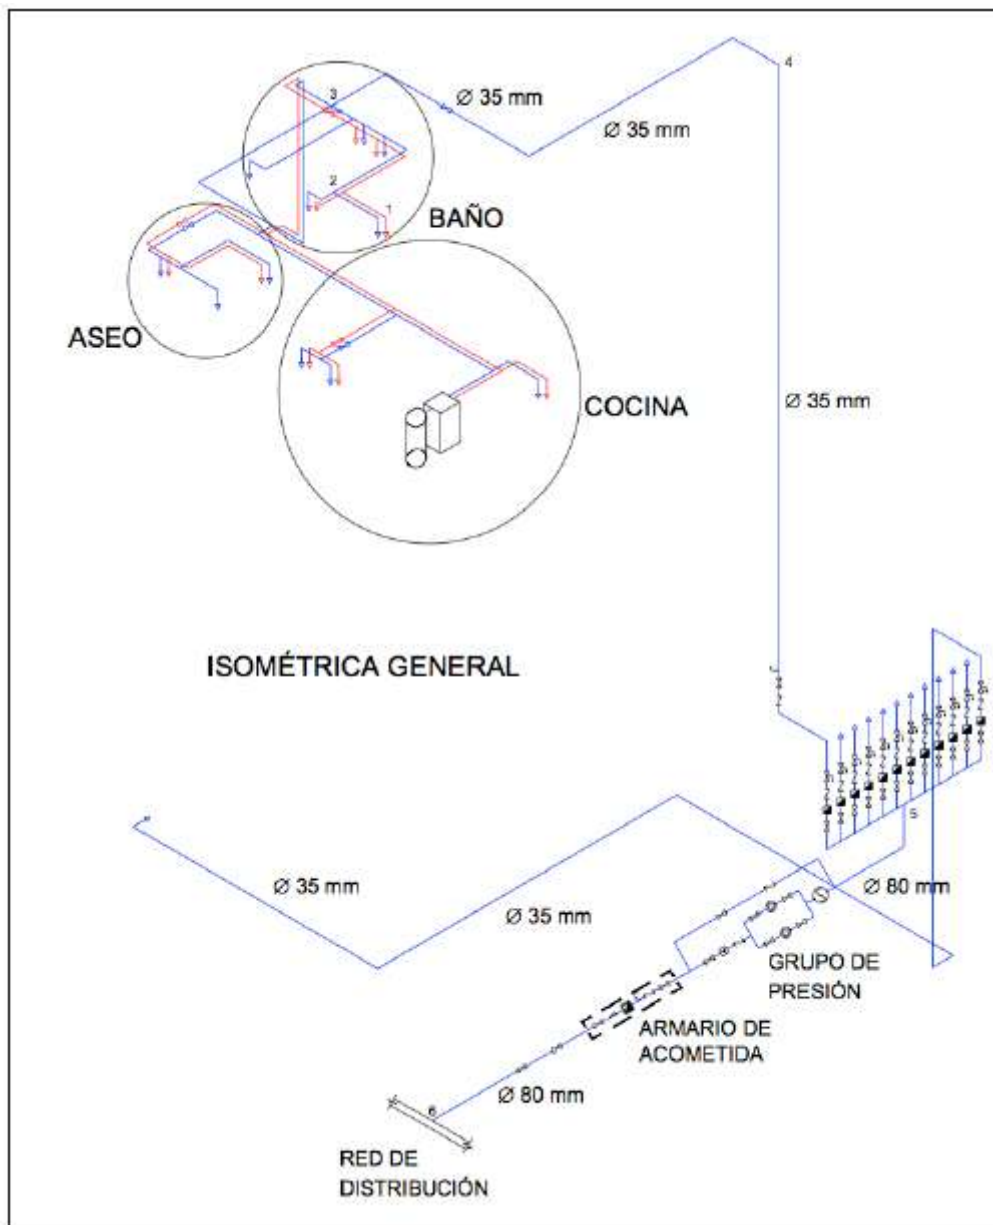 4
Ø 35 mm
3
Ø 35 mm
2
1
BAÑO
ASEO
Ø 35 mm
COCINA
ISOMÉTRICA GENERAL
5
Ø 35 mm
Ø 35 mm
Ø 80 mm
GRUPO DE
PRESIÓN
ARMARIO DE
ACOMETIDA
Ø 80 mm
6
RED DE
DISTRIBUCIÓN